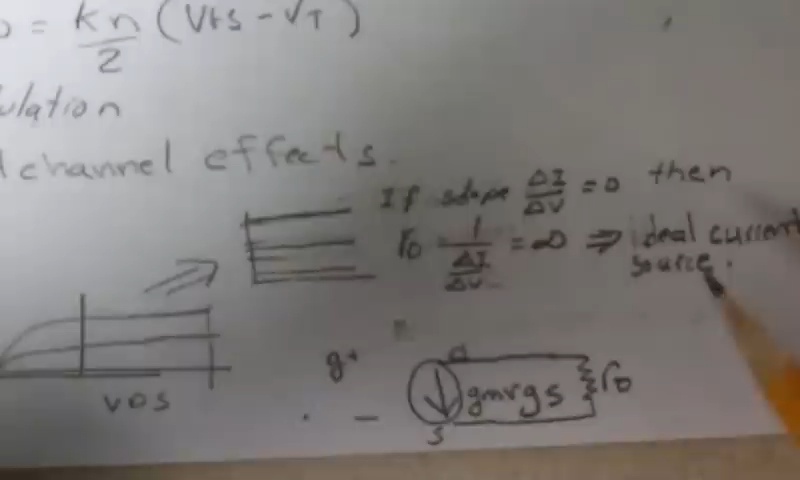 D = Kn/2 (VGS - VT)
ulation
channel effects.
If slope ΔI/ΔV = 0 then
ro = 1/(ΔI/ΔV) = ∞ ⇒ ideal current
source.
VDS
g+
d
gmvgs
ro
-
s